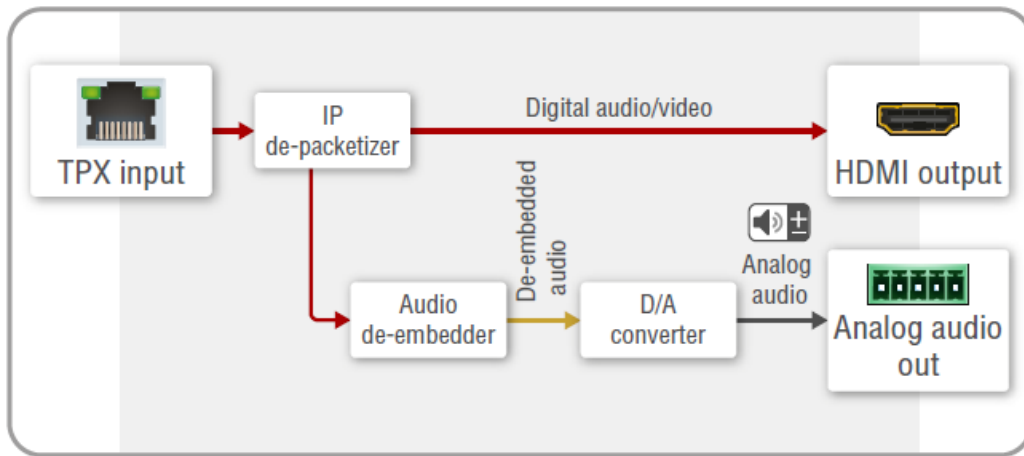 TPX input
IP
de-packetizer
Digital audio/video
HDMI output
De-embedded
audio
Analog
audio
Audio
de-embedder
D/A
converter
Analog audio
out